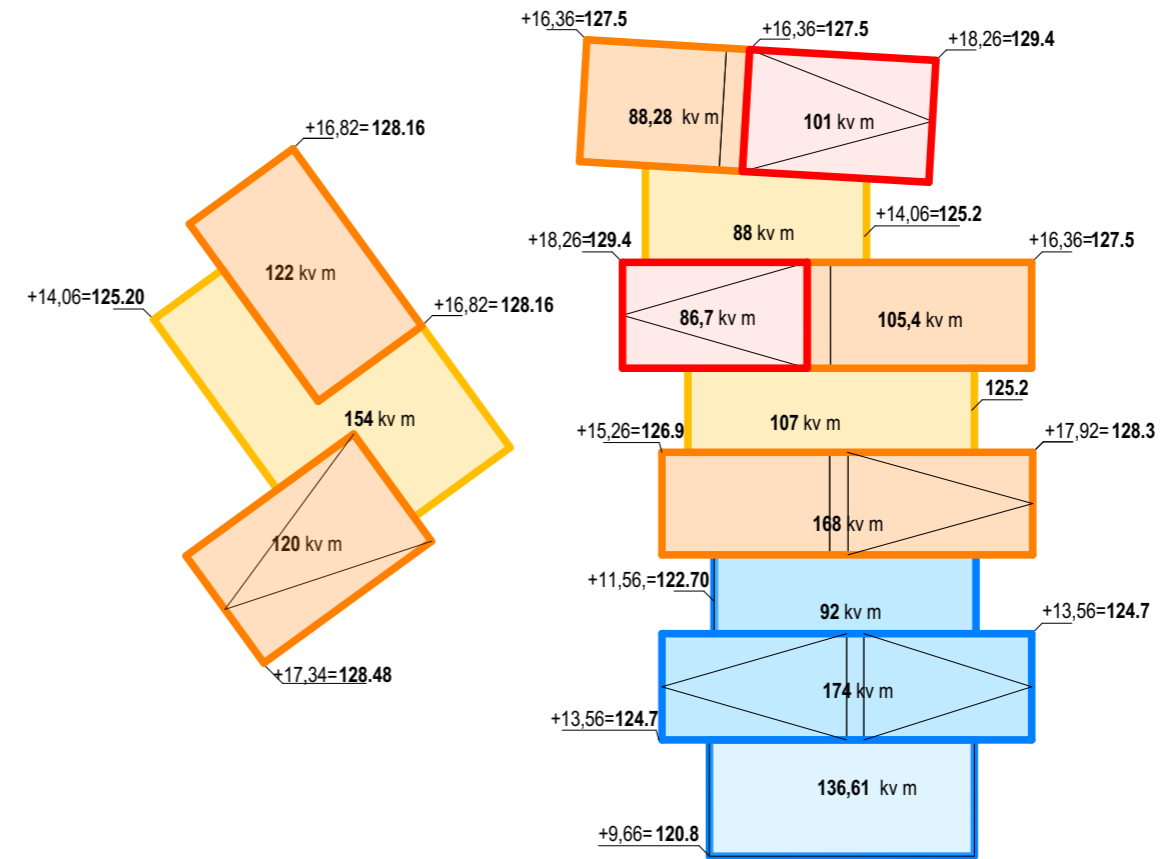 +16,36=127.5
+16,36=127.5
+18,26=129.4
88,28 kv m
101 kv m
+16,82= 128.16
+14,06=125.2
88 kv m
+18,26=129.4
+16,36=127.5
122 kv m
+14,06=125.20
+16,82= 128.16
86,7 kv m
105,4 kv m
125.2
154 kv m
107 kv m
+15,26=126.9
+17,92= 128.3
168 kv m
120 kv m
+11,56,=122.70
92 kv m
+13,56=124.7
+17,34=128.48
174 kv m
+13,56=124.7
136,61 kv m
+9,66= 120.8